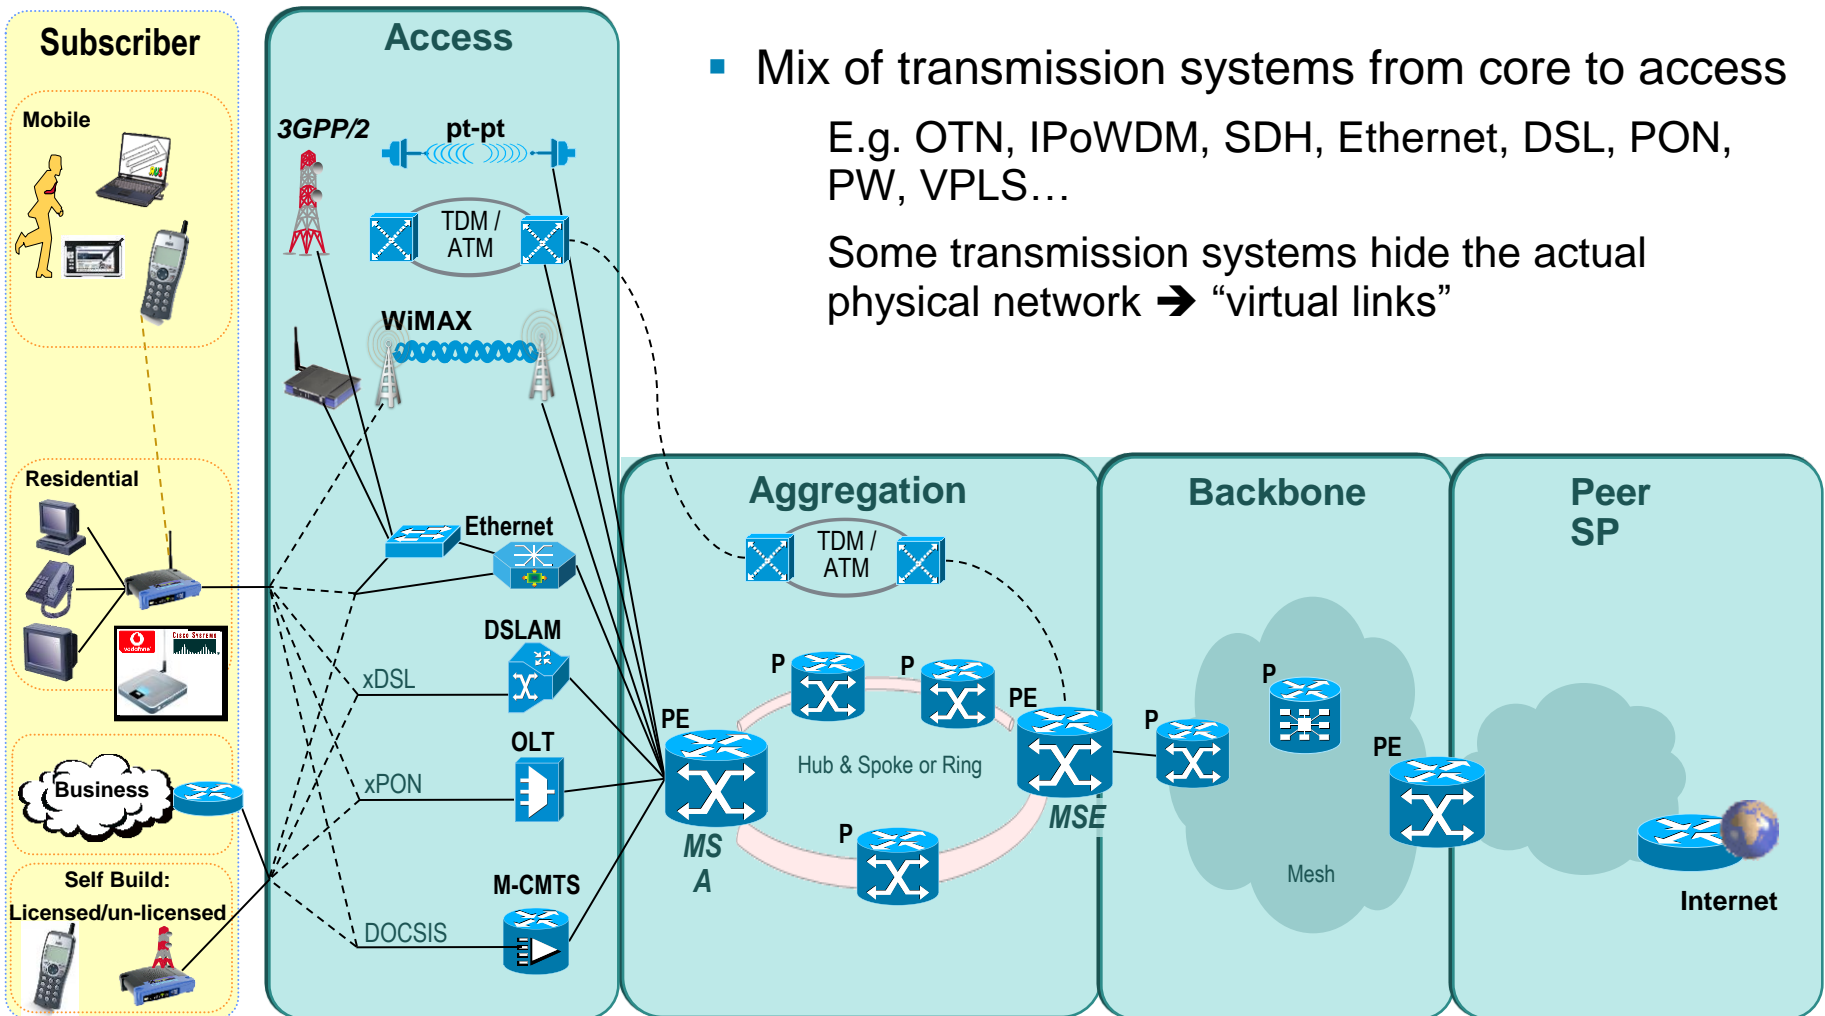 Subscriber
Access
Mix of transmission systems from core to access
E.g. OTN, IPoWDM, SDH, Ethernet, DSL, PON,
PW, VPLS…
Some transmission systems hide the actual
physical network ➔ “virtual links”
Mobile
3GPP/2
pt-pt
TDM /
ATM
WiMAX
Residential
Ethernet
vodafone
CISCO SYSTEMS
DSLAM
xDSL
OLT
xPON
Business
Self Build:
Licensed/un-licensed
M-CMTS
DOCSIS
Aggregation
TDM /
ATM
P
P
PE
PE
Hub & Spoke or Ring
MS
A
MSE
P
Backbone
P
P
PE
Mesh
Peer
SP
Internet